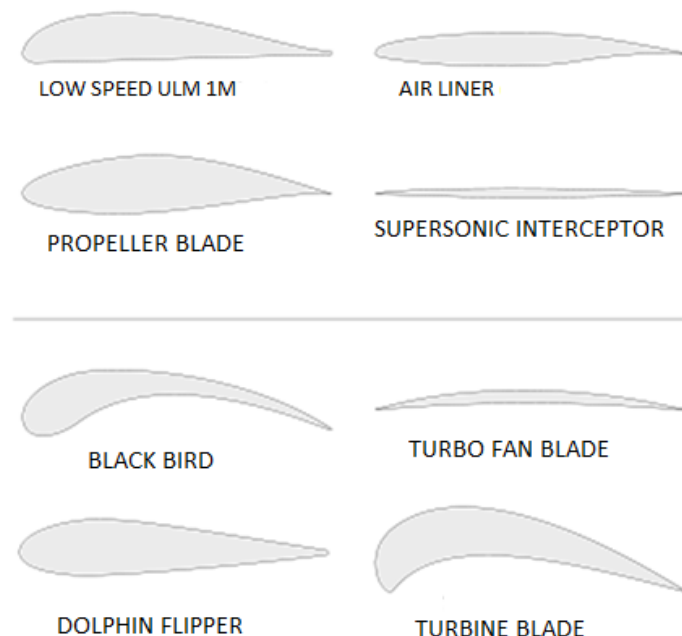 LOW SPEED ULM 1M
AIR LINER
PROPELLER BLADE
SUPERSONIC INTERCEPTOR
BLACK BIRD
TURBO FAN BLADE
DOLPHIN FLIPPER
TURBINE BLADE